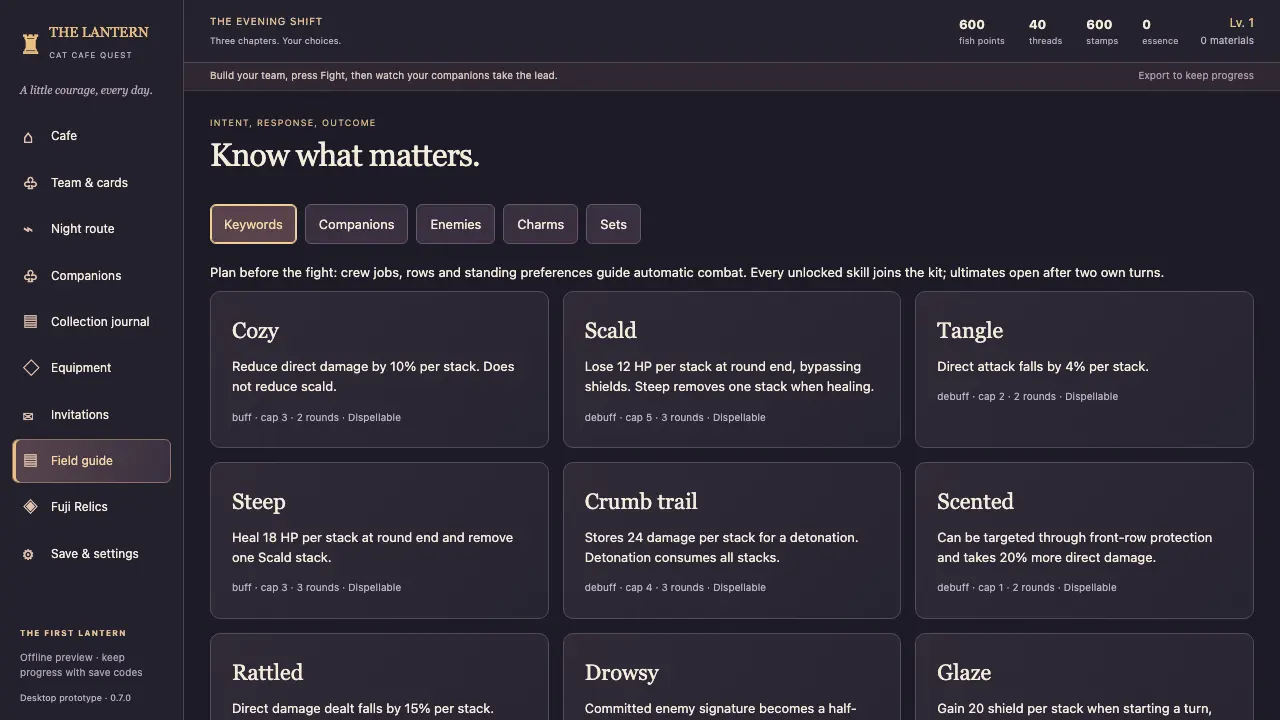 THE LANTERN
CAT CAFE QUEST
A little courage, every day.
Cafe
Team & cards
Night route
Companions
Collection journal
Equipment
Invitations
Field guide
Fuji Relics
Save & settings
THE FIRST LANTERN
Offline preview · keep
progress with save codes
Desktop prototype · 0.7.0
THE EVENING SHIFT
Three chapters. Your choices.
600
fish points
40
threads
600
stamps
0
essence
Lv. 1
0 materials
Build your team, press Fight, then watch your companions take the lead.
Export to keep progress
INTENT, RESPONSE, OUTCOME
Know what matters.
Keywords
Companions
Enemies
Charms
Sets
Plan before the fight: crew jobs, rows and standing preferences guide automatic combat. Every unlocked skill joins the kit; ultimates open after two own turns.
Cozy
Reduce direct damage by 10% per stack. Does
not reduce scald.
buff · cap 3 · 2 rounds · Dispellable
Scald
Lose 12 HP per stack at round end, bypassing
shields. Steep removes one stack when healing.
debuff · cap 5 · 3 rounds · Dispellable
Tangle
Direct attack falls by 4% per stack.
debuff · cap 2 · 2 rounds · Dispellable
Steep
Heal 18 HP per stack at round end and remove
one Scald stack.
buff · cap 3 · 3 rounds · Dispellable
Crumb trail
Stores 24 damage per stack for a detonation.
Detonation consumes all stacks.
debuff · cap 4 · 3 rounds · Dispellable
Scented
Can be targeted through front-row protection
and takes 20% more direct damage.
debuff · cap 1 · 2 rounds · Dispellable
Rattled
Direct damage dealt falls by 15% per stack.
Drowsy
Committed enemy signature becomes a half-
Glaze
Gain 20 shield per stack when starting a turn,